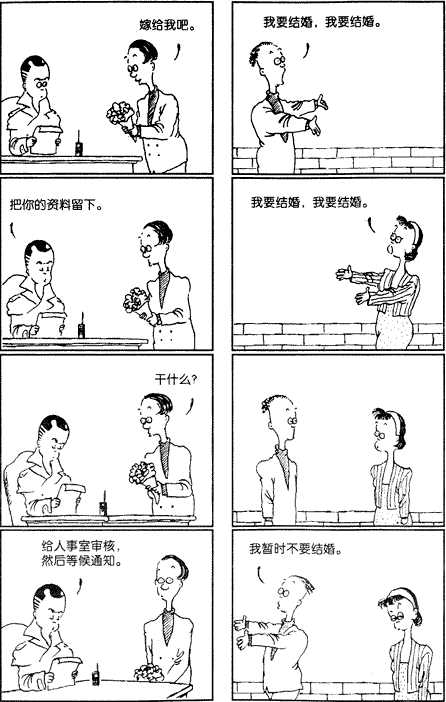 嫁给我吧。
把你的资料留下。
干什么?
给人事室审核,
然后等候通知。
我要结婚,我要结婚。
我要结婚,我要结婚。
我暂时不要结婚。